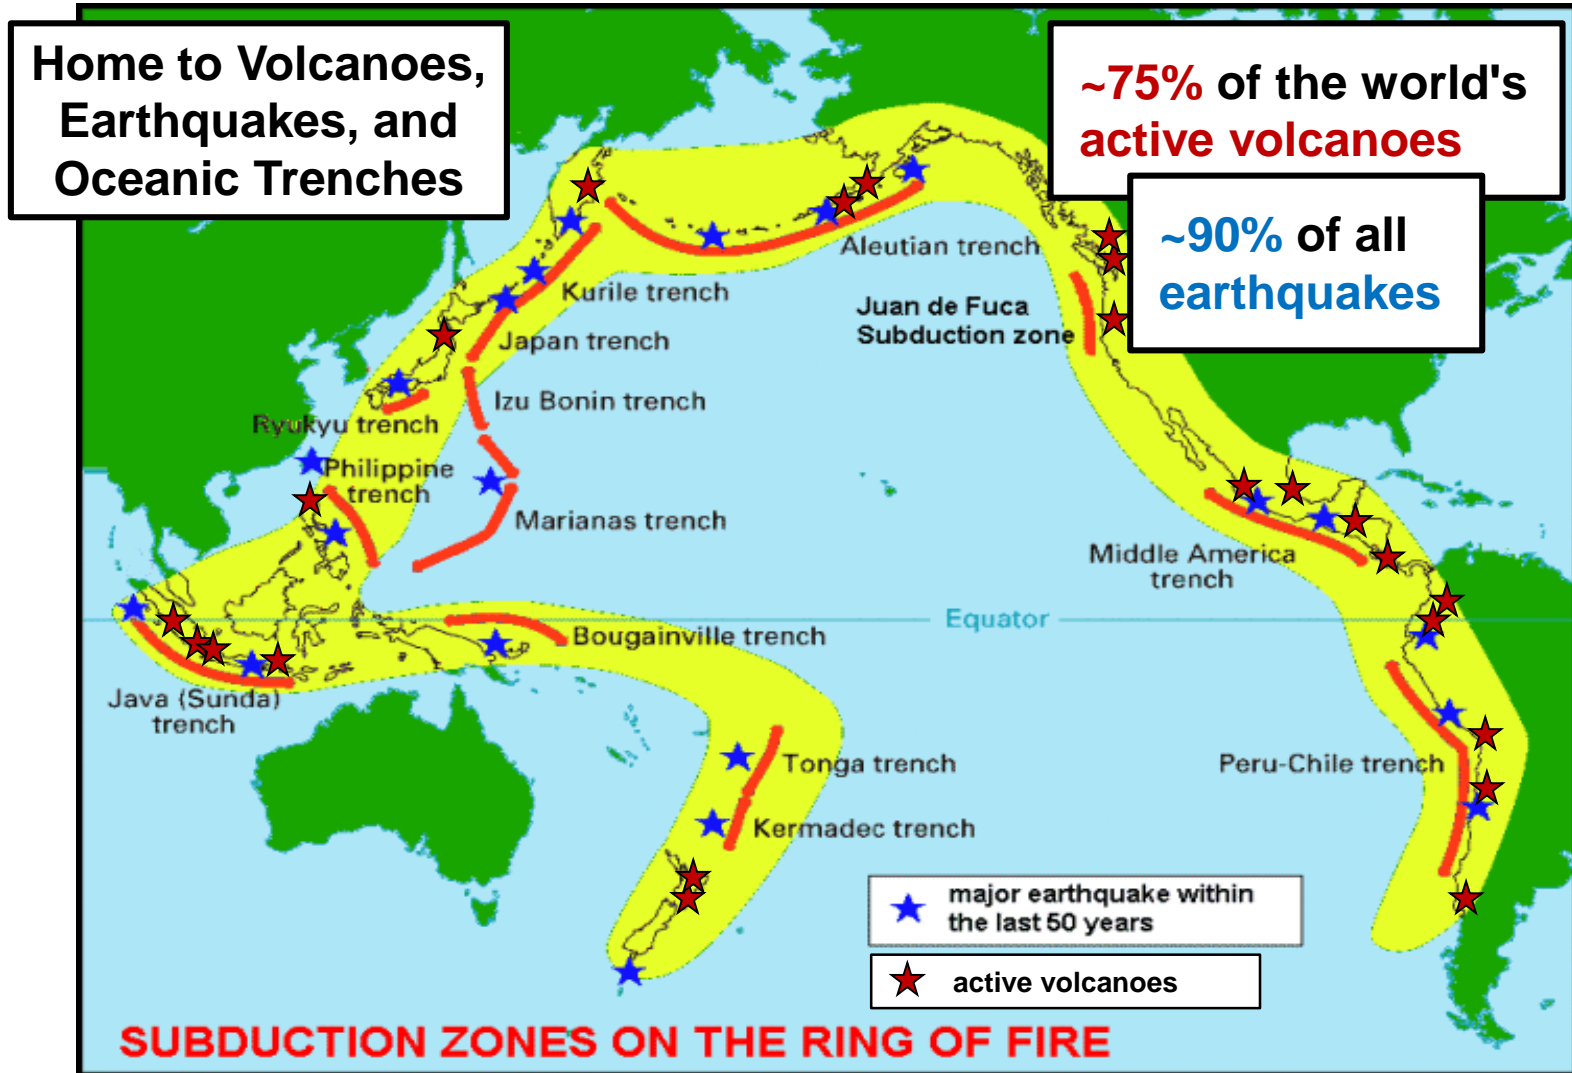 Home to Volcanoes,
Earthquakes, and
Oceanic Trenches
~75% of the world's
active volcanoes
~90% of all
earthquakes
Aleutian trench
Kurile trench
Juan de Fuca
Subduction zone
Japan trench
Izu Bonin trench
Ryukyu trench
Philippine
trench
Marianas trench
Middle America
trench
Equator
Bougainville trench
Java (Sunda)
trench
Tonga trench
Peru-Chile trench
Kermadec trench
major earthquake within
the last 50 years
active volcanoes
SUBDUCTION ZONES ON THE RING OF FIRE